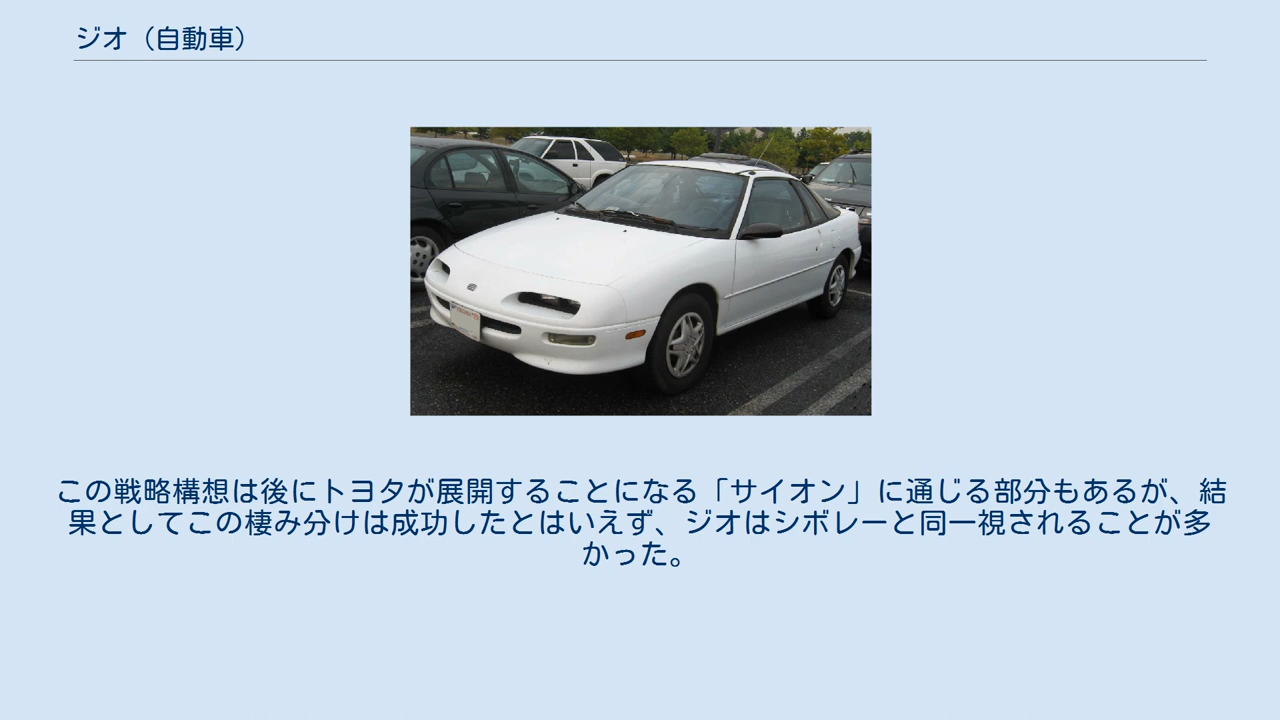 ジオ（自動車）
この戦略構想は後にトヨタが展開することになる「サイオン」に通じる部分もあるが、結
果としてこの棲み分けは成功したとはいえず、ジオはシボレーと同一視されることが多
かった。